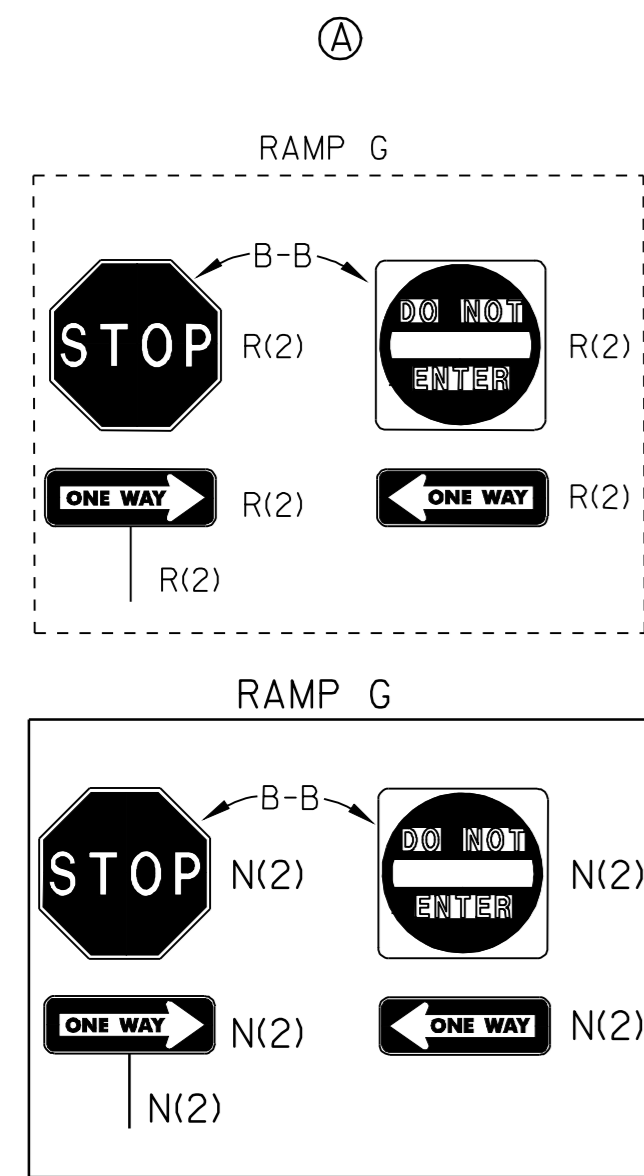 A
RAMP G
B-B
STOP R(2) DO NOT ENTER R(2)
ONE WAY R(2) ONE WAY R(2)
R(2)
RAMP G
B-B
STOP N(2) DO NOT ENTER N(2)
ONE WAY N(2) ONE WAY N(2)
N(2)